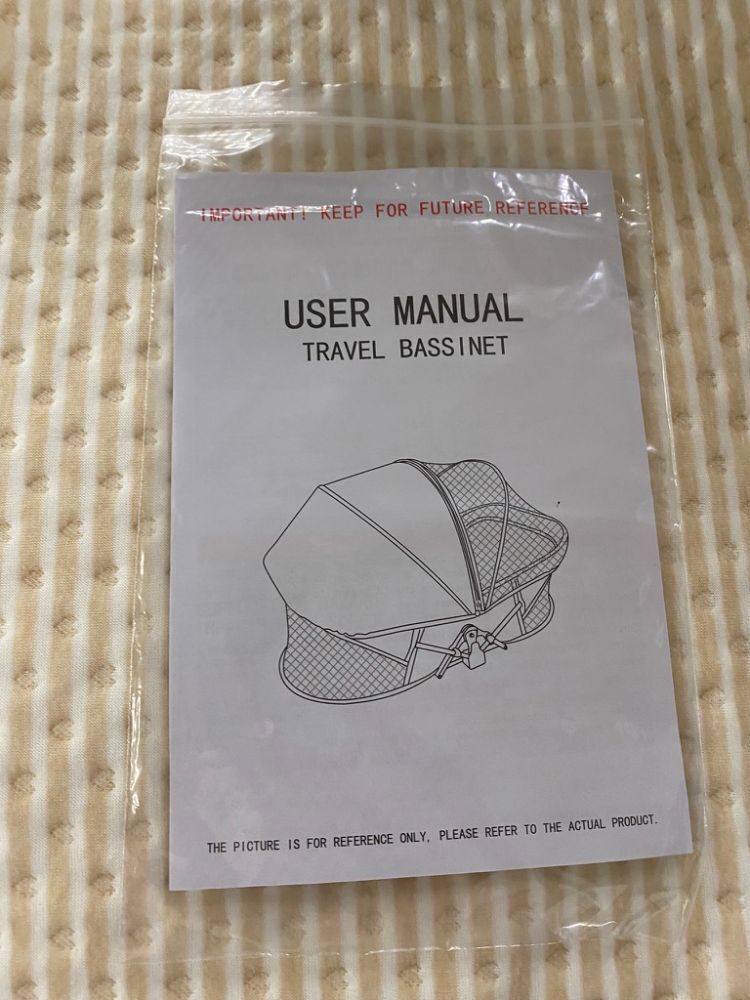 IMPORTANT! KEEP FOR FUTURE REFERENCE
USER MANUAL
TRAVEL BASSINET
THE PICTURE IS FOR REFERENCE ONLY, PLEASE REFER TO THE ACTUAL PRODUCT.